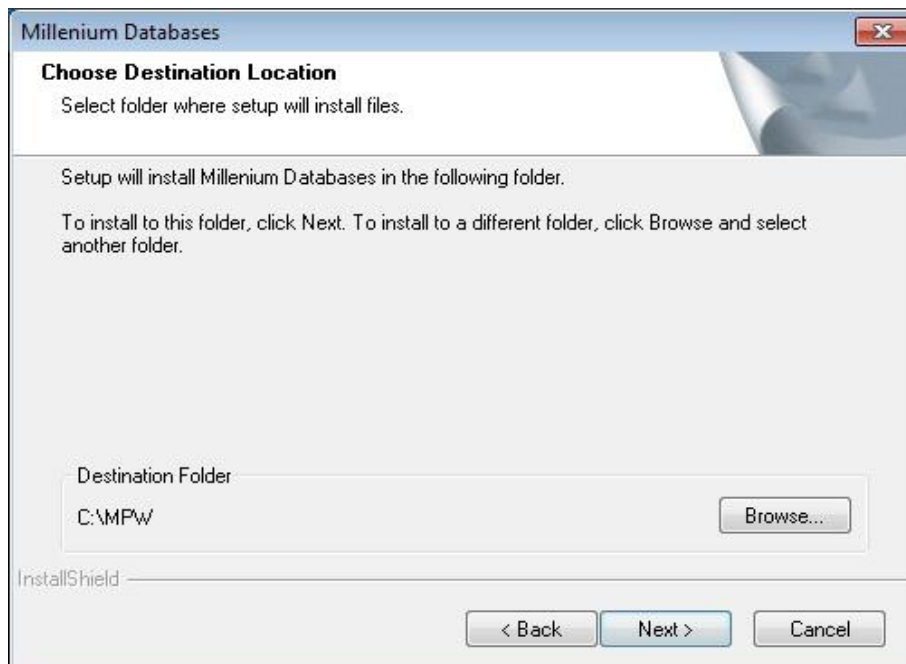 Millenium Databases
Choose Destination Location
Select folder where setup will install files.
Setup will install Millenium Databases in the following folder.
To install to this folder, click Next. To install to a different folder, click Browse and select
another folder.
Destination Folder
C:\MPW
Browse...
InstallShield
< Back
Next >
Cancel